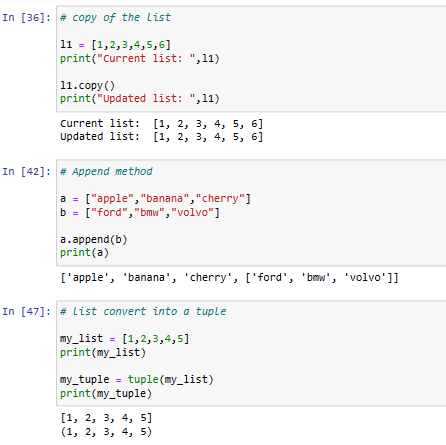 In [36]: # copy of the list
l1 = [1,2,3,4,5,6]
print("Current list: ",l1)
l1.copy()
print("Updated list: ",l1)
Current list:  [1, 2, 3, 4, 5, 6]
Updated list:  [1, 2, 3, 4, 5, 6]
In [42]: # Append method
a = ["apple","banana","cherry"]
b = ["ford","bmw","volvo"]
a.append(b)
print(a)
['apple', 'banana', 'cherry', ['ford', 'bmw', 'volvo']]
In [47]: # list convert into a tuple
my_list = [1,2,3,4,5]
print(my_list)
my_tuple = tuple(my_list)
print(my_tuple)
[1, 2, 3, 4, 5]
(1, 2, 3, 4, 5)